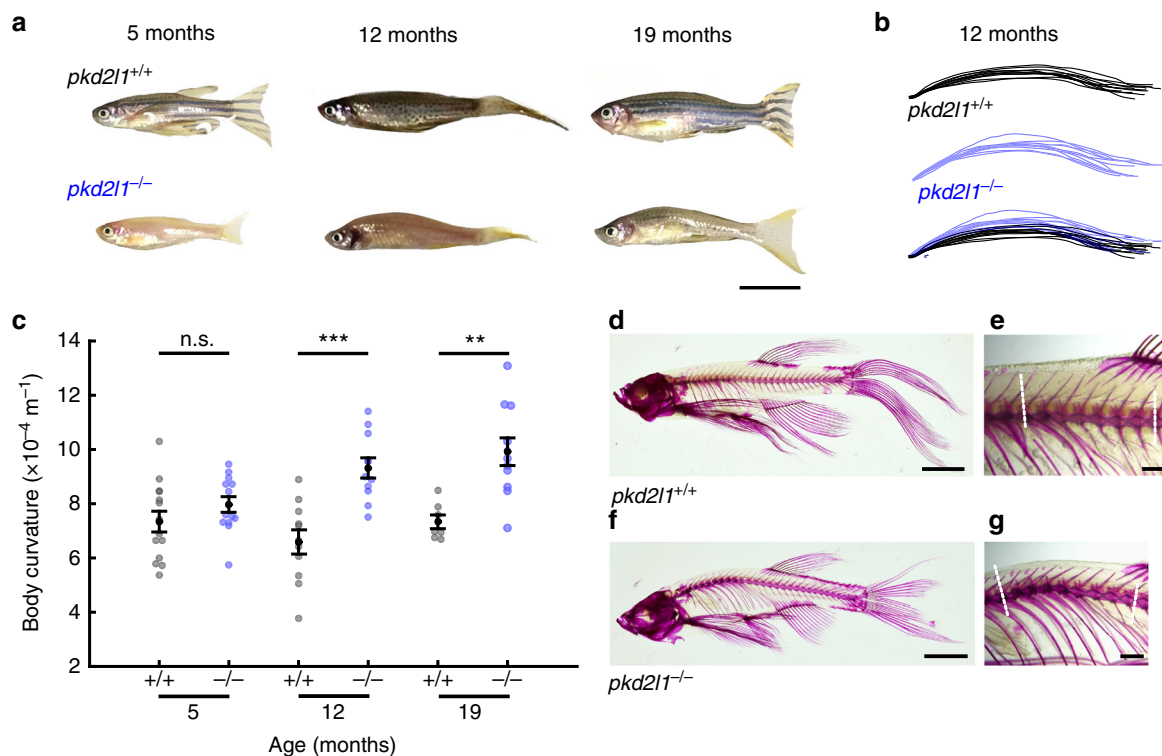 a
5 months
12 months
19 months
pkd2l1+/+
pkd2l1−/−
b
12 months
pkd2l1+/+
pkd2l1−/−
c
n.s.
***
**
14
12
10
8
6
4
2
Body curvature (×10−4 m−1)
+/+
−/−
+/+
−/−
+/+
−/−
5
12
19
Age (months)
d
e
pkd2l1+/+
f
g
pkd2l1−/−